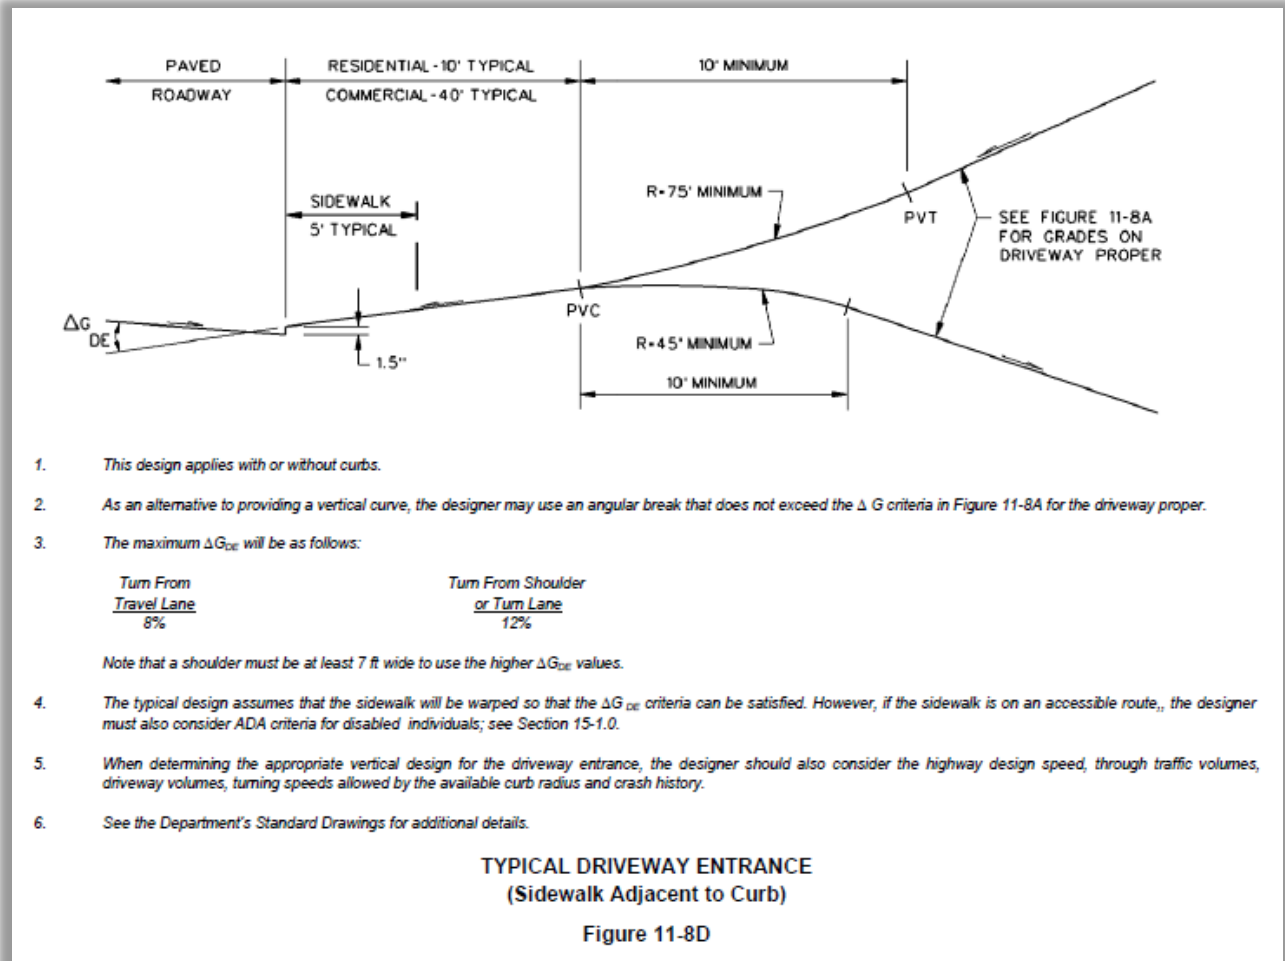 PAVED
ROADWAY
RESIDENTIAL-10' TYPICAL
COMMERCIAL-40' TYPICAL
10' MINIMUM
SIDEWALK
5' TYPICAL
R=75' MINIMUM
PVT
SEE FIGURE 11-8A
FOR GRADES ON
DRIVEWAY PROPER
PVC
ΔG
DE
1.5"
R=45' MINIMUM
10' MINIMUM
1. This design applies with or without curbs.
2. As an alternative to providing a vertical curve, the designer may use an angular break that does not exceed the Δ G criteria in Figure 11-8A for the driveway proper.
3. The maximum ΔGDE will be as follows:
Turn From Turn From Shoulder
Travel Lane or Turn Lane
8% 12%
Note that a shoulder must be at least 7 ft wide to use the higher ΔGDE values.
4. The typical design assumes that the sidewalk will be warped so that the ΔG DE criteria can be satisfied. However, if the sidewalk is on an accessible route,, the designer
must also consider ADA criteria for disabled individuals; see Section 15-1.0.
5. When determining the appropriate vertical design for the driveway entrance, the designer should also consider the highway design speed, through traffic volumes,
driveway volumes, turning speeds allowed by the available curb radius and crash history.
6. See the Department's Standard Drawings for additional details.
TYPICAL DRIVEWAY ENTRANCE
(Sidewalk Adjacent to Curb)
Figure 11-8D